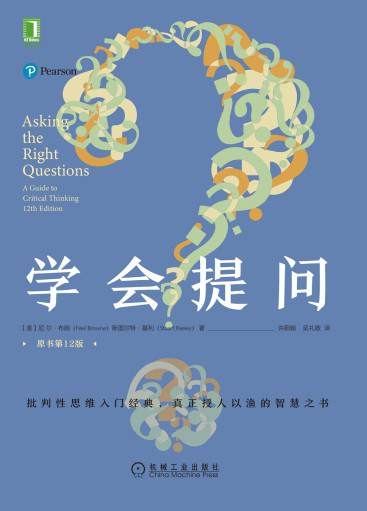 Pearson
Asking
the
Right
Questions
A Guide to
Critical Thinking
12th Edition
学会提问
[美] 尼尔·布朗 (Neil Browne) 斯图尔特·基利 (Stuart Keeley) 著 许蔚翰 吴礼敬 译
原书第12版
批判性思维入门经典,真正授人以渔的智慧之书
机械工业出版社
China Machine Press